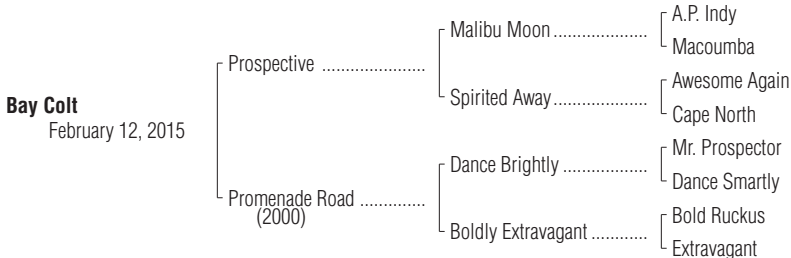 A.P. Indy
Malibu Moon ....................
Macoumba
Prospective ......................
Awesome Again
Spirited Away....................
Cape North
Bay Colt
February 12, 2015
Mr. Prospector
Dance Brightly ..................
Dance Smartly
Promenade Road ..............
(2000)
Bold Ruckus
Boldly Extravagant ............
Extravagant